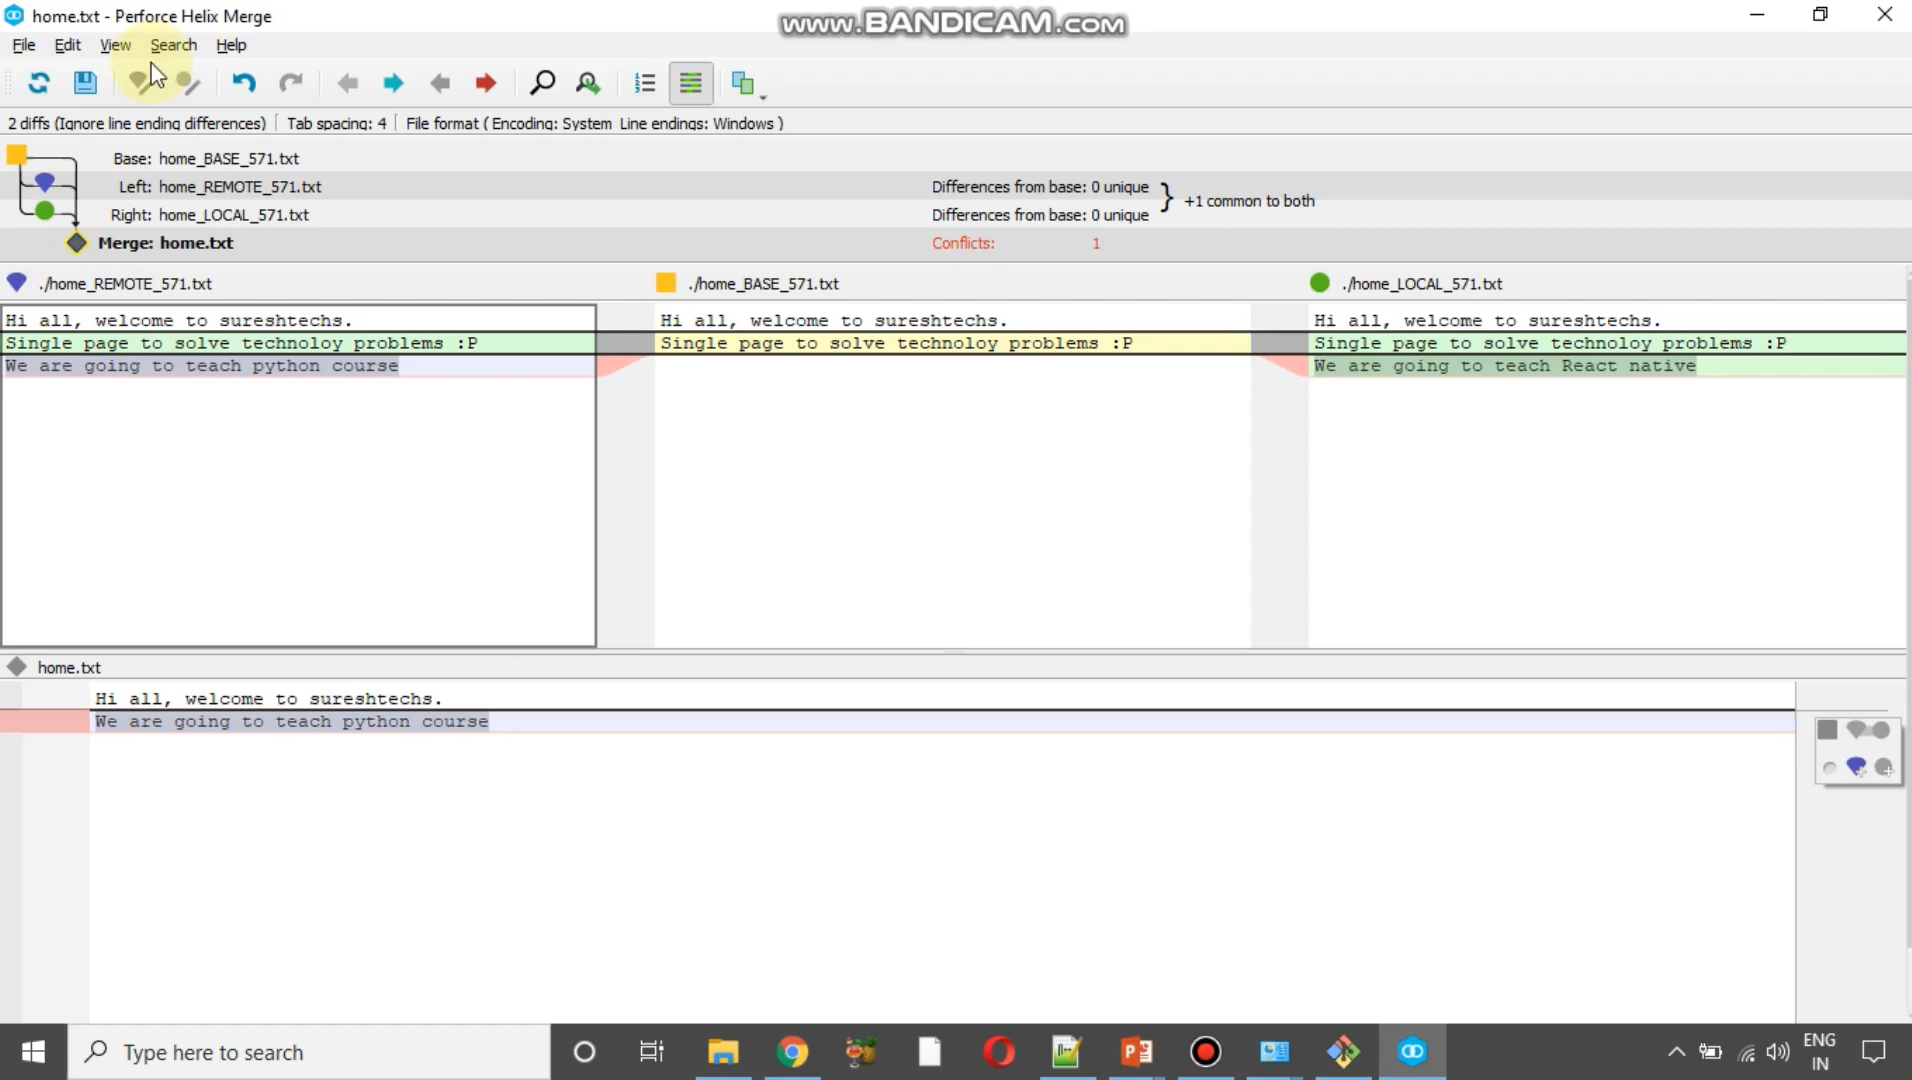 home.txt - Perforce Helix Merge
www.BANDICAM.com
File Edit View Search Help
2 diffs (Ignore line ending differences) Tab spacing: 4 File format ( Encoding: System Line endings: Windows )
Base: home_BASE_571.txt
Left: home_REMOTE_571.txt Differences from base: 0 unique
+1 common to both
Right: home_LOCAL_571.txt Differences from base: 0 unique
Merge: home.txt Conflicts: 1
./home_REMOTE_571.txt ./home_BASE_571.txt ./home_LOCAL_571.txt
Hi all, welcome to sureshtechs. Hi all, welcome to sureshtechs. Hi all, welcome to sureshtechs.
Single page to solve technoloy problems :P Single page to solve technoloy problems :P Single page to solve technoloy problems :P
We are going to teach python course We are going to teach React native
home.txt
Hi all, welcome to sureshtechs.
We are going to teach python course
Type here to search
ENG
IN